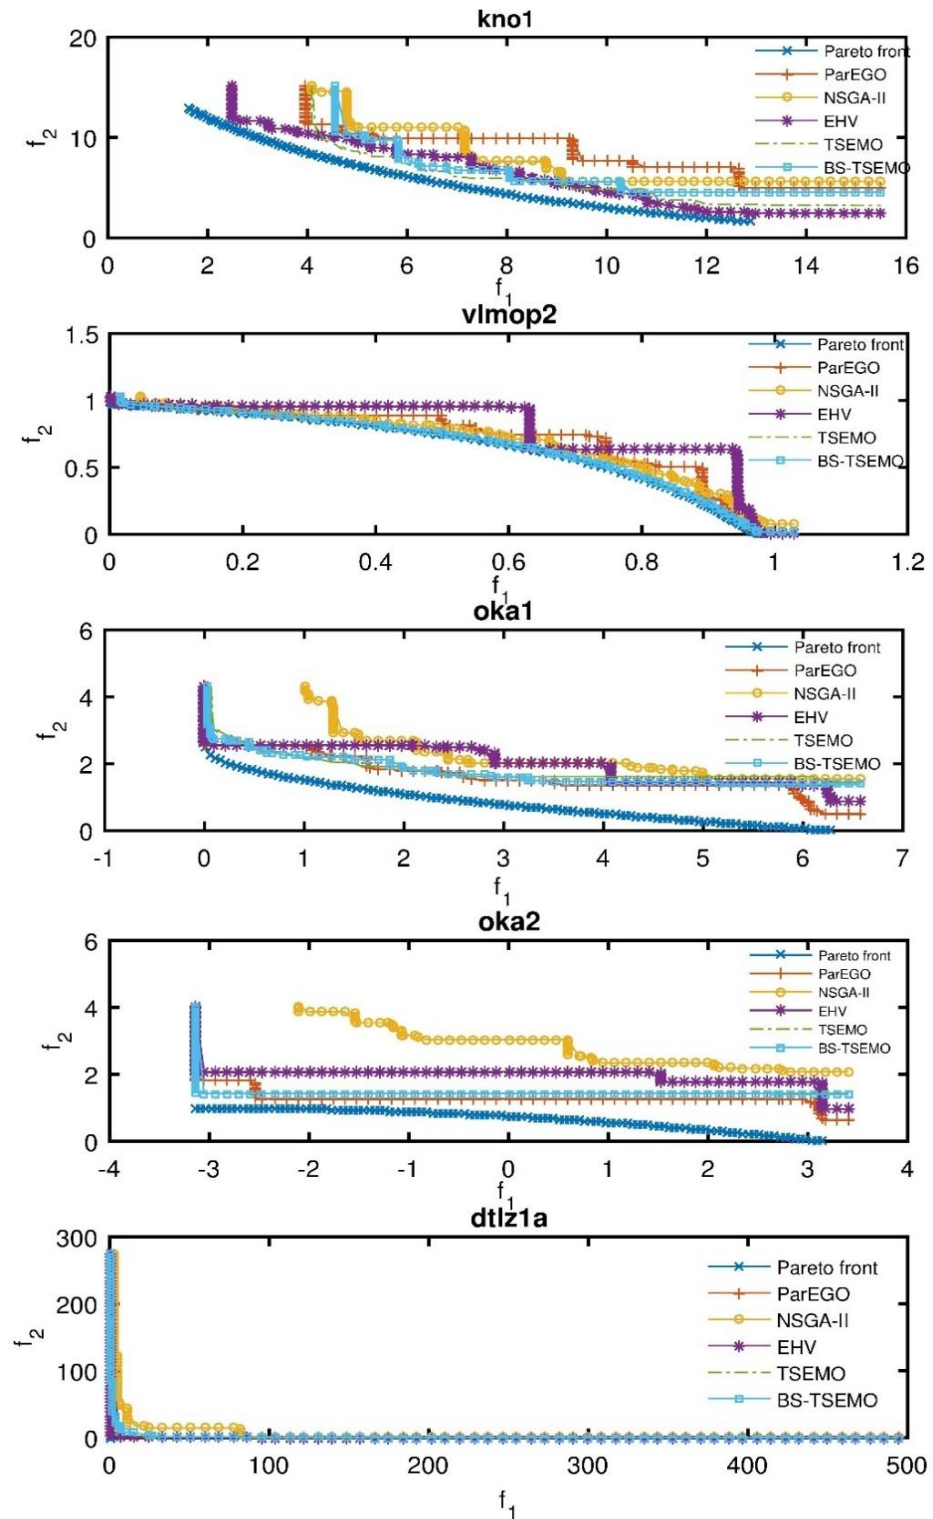 kno1
20
10
0
f2
0 2 4 6 8 10 12 14 16
f1
Pareto front
ParEGO
NSGA-II
EHV
TSEMO
BS-TSEMO
vlmop2
1.5
1
0.5
0
f2
0 0.2 0.4 0.6 0.8 1 1.2
f1
Pareto front
ParEGO
NSGA-II
EHV
TSEMO
BS-TSEMO
oka1
6
4
2
0
f2
-1 0 1 2 3 4 5 6 7
f1
Pareto front
ParEGO
NSGA-II
EHV
TSEMO
BS-TSEMO
oka2
6
4
2
0
f2
-4 -3 -2 -1 0 1 2 3 4
f1
Pareto front
ParEGO
NSGA-II
EHV
TSEMO
BS-TSEMO
dtlz1a
300
200
100
0
f2
0 100 200 300 400 500
f1
Pareto front
ParEGO
NSGA-II
EHV
TSEMO
BS-TSEMO